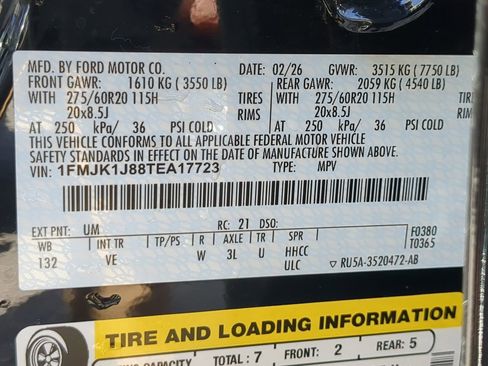 MFD. BY FORD MOTOR CO. DATE: 02/26 GVWR: 3515 KG (7750 LB)
FRONT GAWR: 1610 KG (3550 LB) REAR GAWR: 2059 KG (4540 LB)
WITH 275/60R20 115H TIRES WITH 275/60R20 115H TIRES
20x8.5J RIMS 20x8.5J RIMS
AT 250 kPa/ 36 PSI COLD AT 250 kPa/ 36 PSI COLD
THIS VEHICLE CONFORMS TO ALL APPLICABLE FEDERAL MOTOR VEHICLE
SAFETY STANDARDS IN EFFECT ON THE DATE OF MANUFACTURE SHOWN ABOVE.
VIN: 1FMJK1J88TEA17723 TYPE: MPV
EXT PNT: UM RC: 21 DSO: F0380
WB INT TR TP/PS R AXLE TR SPR T0365
132 VE W 3L U HHCC
ULC ▽ RU5A-3520472-AB
TIRE AND LOADING INFORMATION
CAPACITY TOTAL : 7 FRONT: 2 REAR: 5